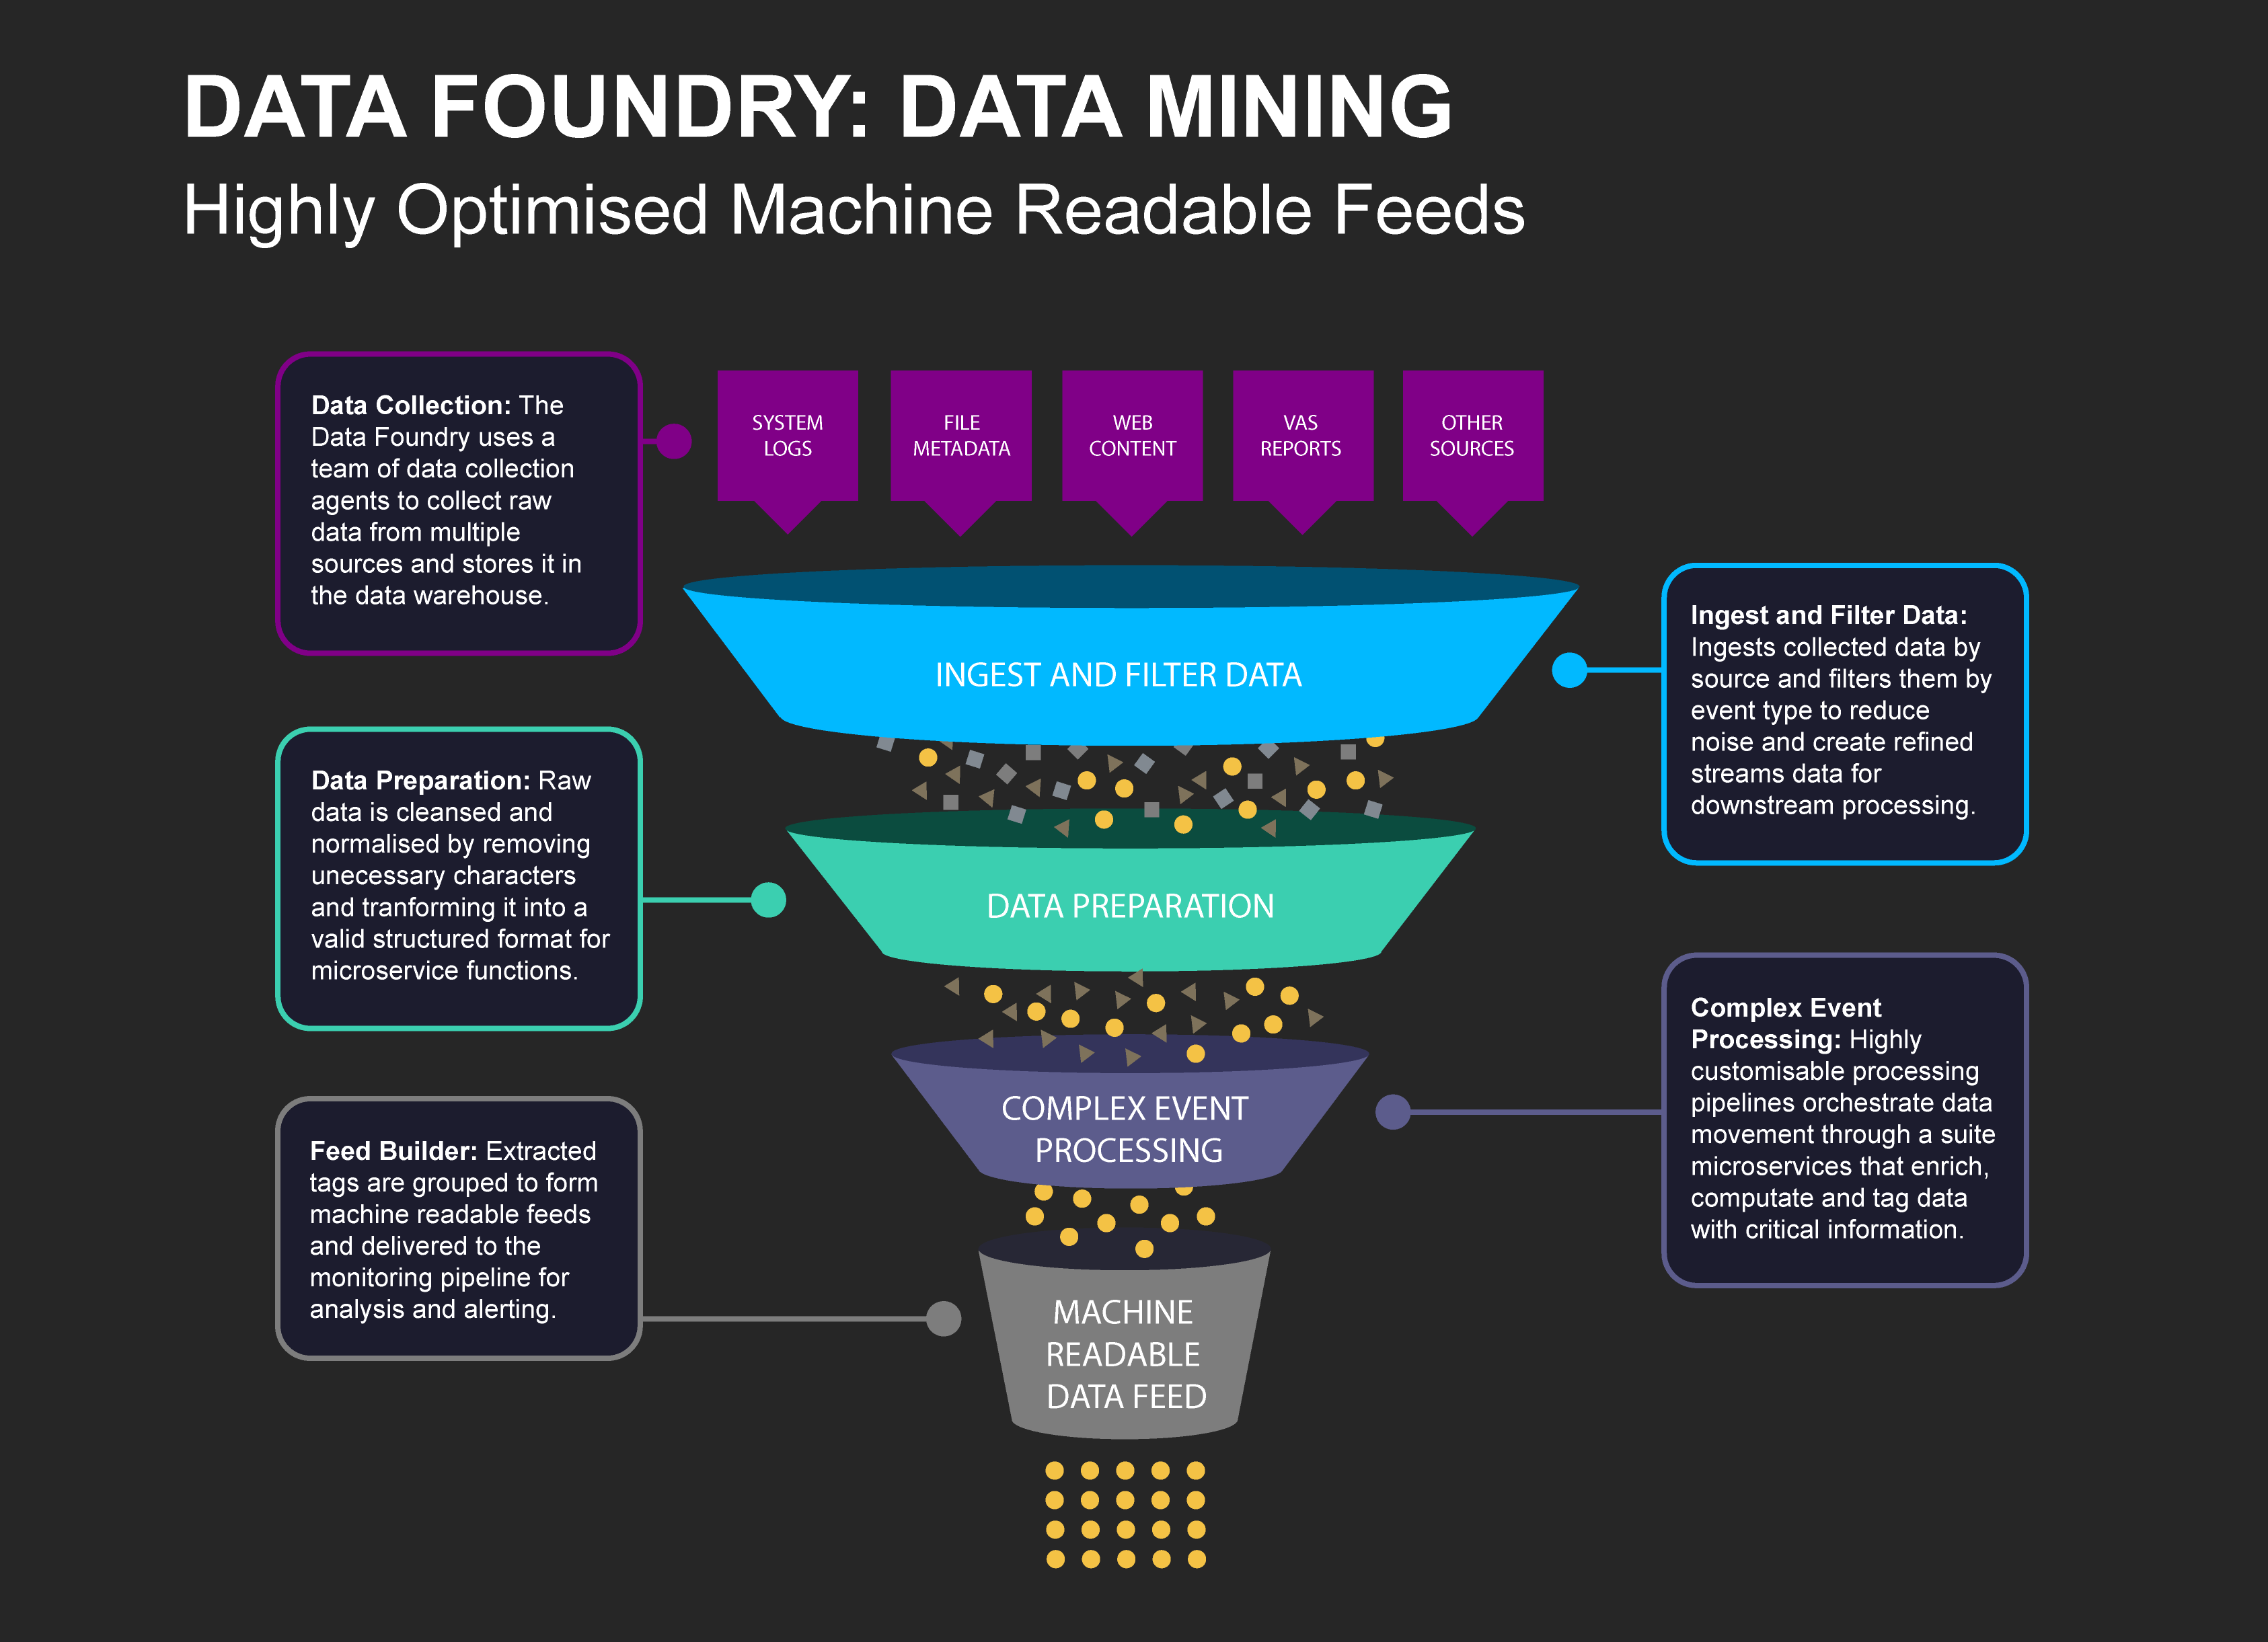 DATA FOUNDRY: DATA MINING
Highly Optimised Machine Readable Feeds
Data Collection: The
Data Foundry uses a
team of data collection
agents to collect raw
data from multiple
sources and stores it in
the data warehouse.
SYSTEM
LOGS
FILE
METADATA
WEB
CONTENT
VAS
REPORTS
OTHER
SOURCES
INGEST AND FILTER DATA
Ingest and Filter Data:
Ingests collected data by
source and filters them by
event type to reduce
noise and create refined
streams data for
downstream processing.
Data Preparation: Raw
data is cleansed and
normalised by removing
unecessary characters
and tranforming it into a
valid structured format for
microservice functions.
DATA PREPARATION
COMPLEX EVENT
PROCESSING
Complex Event
Processing: Highly
customisable processing
pipelines orchestrate data
movement through a suite
microservices that enrich,
computate and tag data
with critical information.
Feed Builder: Extracted
tags are grouped to form
machine readable feeds
and delivered to the
monitoring pipeline for
analysis and alerting.
MACHINE
READABLE
DATA FEED